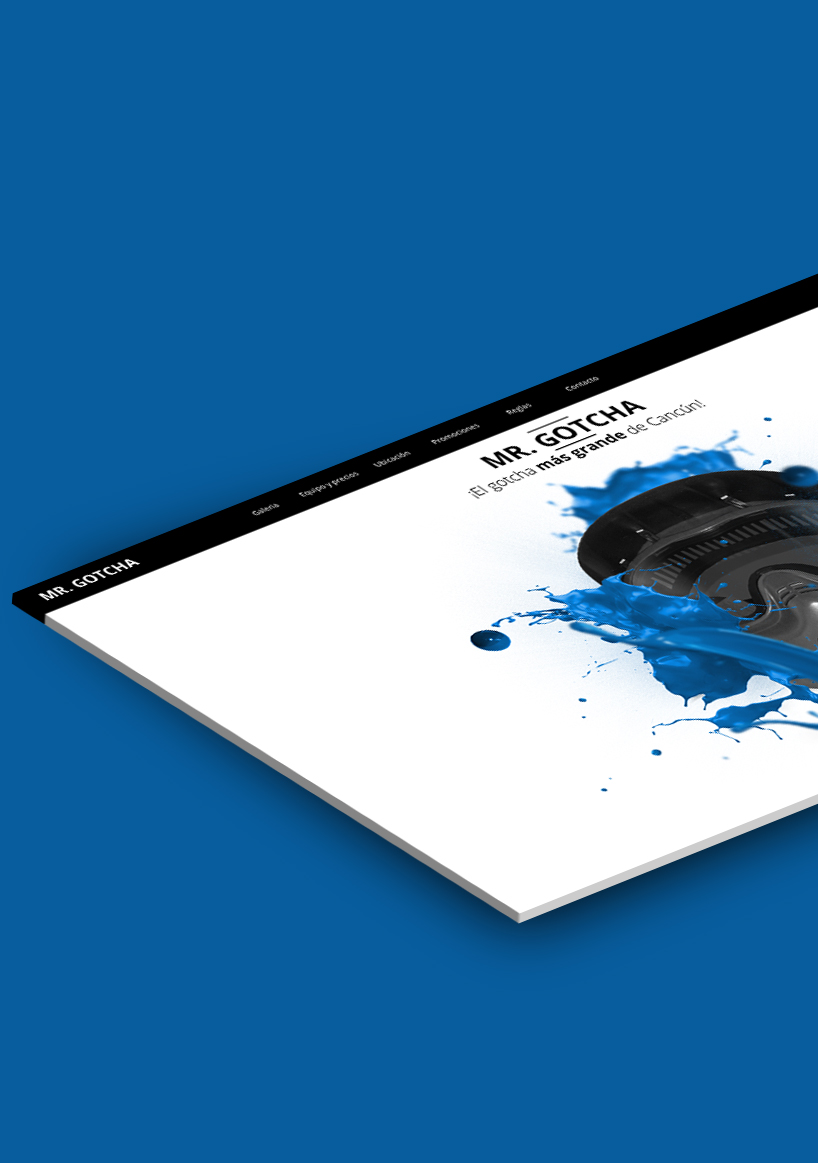 MR. GOTCHA
Galería
Equipo y precios
Ubicación
Promociones
Reglas
Contacto
MR. GOTCHA
¡El gotcha más grande de Cancún!